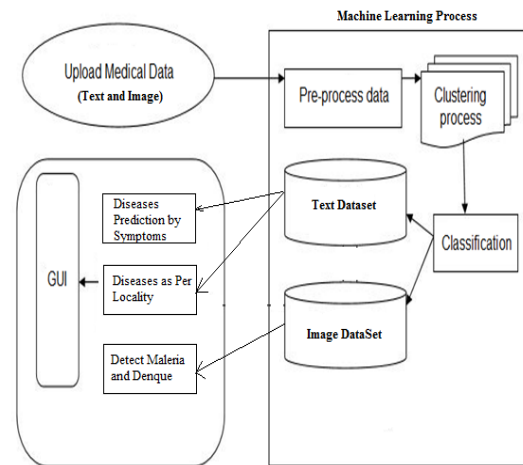 Machine Learning Process
Upload Medical Data
(Text and Image)
Pre-process data
Clustering
process
Text Dataset
Classification
Image DataSet
GUI
Diseases
Prediction by
Symptoms
Diseases as Per
Locality
Detect Maleria
and Denque